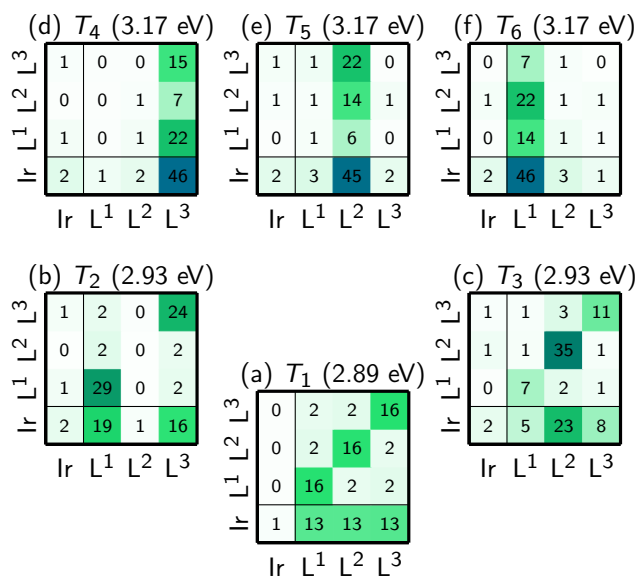 (d) T₄ (3.17 eV) (e) T₅ (3.17 eV) (f) T₆ (3.17 eV)
L³ 1 0 0 15 L³ 1 1 22 0 L³ 0 7 1 0
L² 0 0 1 7 L² 1 1 14 1 L² 1 22 1 1
L¹ 1 0 1 22 L¹ 0 1 6 0 L¹ 0 14 1 1
Ir 2 1 2 46 Ir 2 3 45 2 Ir 2 46 3 1
Ir L¹ L² L³ Ir L¹ L² L³ Ir L¹ L² L³
(b) T₂ (2.93 eV)
L³ 1 2 0 24
L² 0 2 0 2
L¹ 1 29 0 2
Ir 2 19 1 16
Ir L¹ L² L³
(a) T₁ (2.89 eV)
L³ 0 2 2 16
L² 0 2 16 2
L¹ 0 16 2 2
Ir 1 13 13 13
Ir L¹ L² L³
(c) T₃ (2.93 eV)
L³ 1 1 3 11
L² 1 1 35 1
L¹ 0 7 2 1
Ir 2 5 23 8
Ir L¹ L² L³